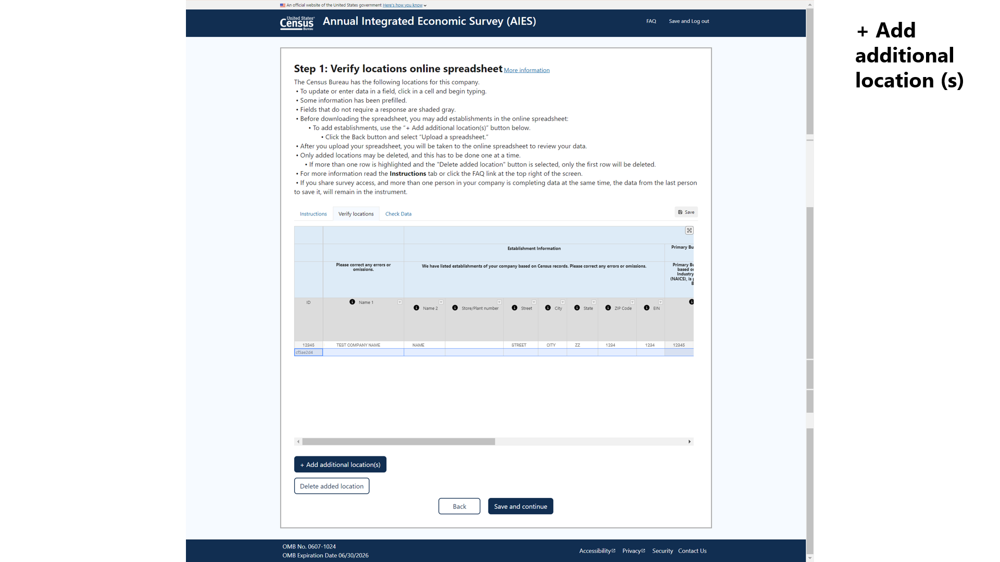 An official website of the United States government Here's how you know
United States®
Census
Bureau
Annual Integrated Economic Survey (AIES)
FAQ
Save and Log out
+ Add
additional
location (s)
Step 1: Verify locations online spreadsheet More information
The Census Bureau has the following locations for this company.
• To update or enter data in a field, click in a cell and begin typing.
• Some information has been prefilled.
• Fields that do not require a response are shaded gray.
• Before downloading the spreadsheet, you may add establishments in the online spreadsheet:
• To add establishments, use the “+ Add additional location(s)” button below.
• Click the Back button and select “Upload a spreadsheet.”
• After you upload your spreadsheet, you will be taken to the online spreadsheet to review your data.
• Only added locations may be deleted, and this has to be done one at a time.
• If more than one row is highlighted and the "Delete added location" button is selected, only the first row will be deleted.
• For more information read the Instructions tab or click the FAQ link at the top right of the screen.
• If you share survey access, and more than one person in your company is completing data at the same time, the data from the last person
to save it, will remain in the instrument.
Instructions
Verify locations
Check Data
Save
Establishment Information
Primary Bu
Please correct any errors or
omissions.
We have listed establishments of your company based on Census records. Please correct any errors or omissions.
Primary Bu
based o
Industry
(NAICS), is p
B
ID
Name 1
Name 2
Store/Plant number
Street
City
State
ZIP Code
EIN
12345 TEST COMPANY NAME NAME STREET CITY ZZ 1234 1234 12345
cf5ae2d4
+ Add additional location(s)
Delete added location
Back
Save and continue
OMB No. 0607-1024
OMB Expiration Date 06/30/2026
Accessibility
Privacy
Security
Contact Us